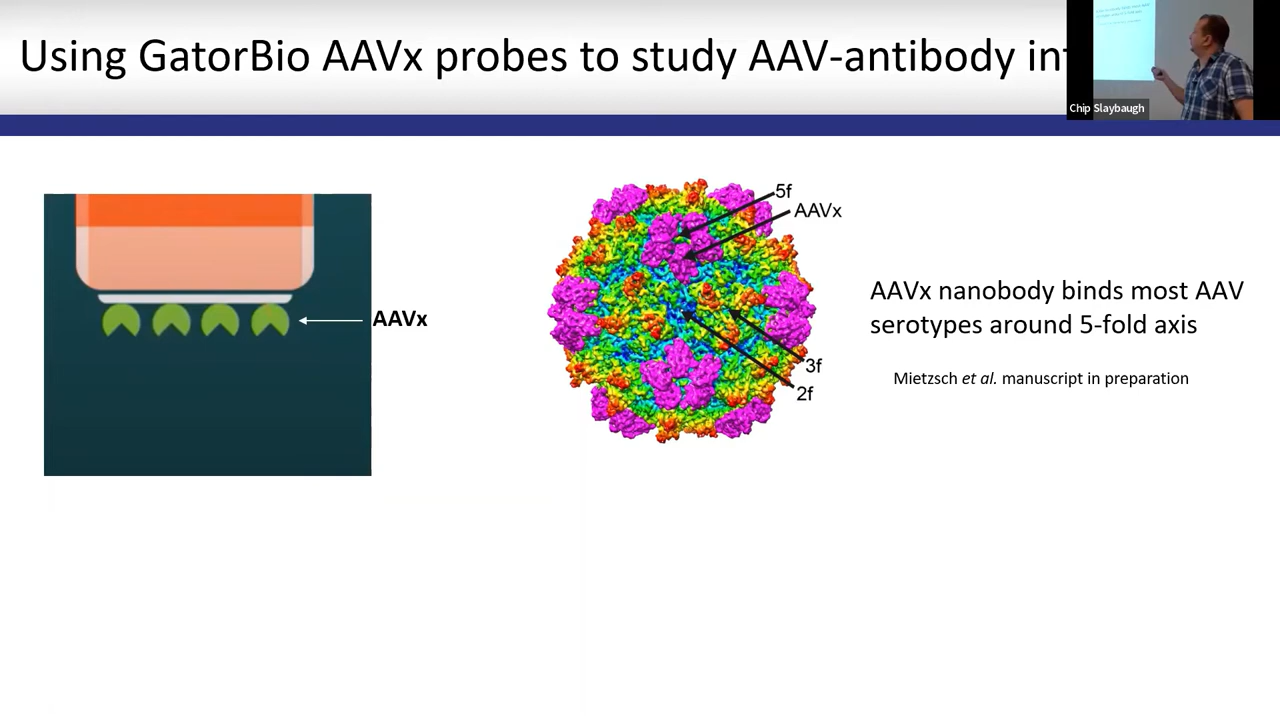 Using GatorBio AAVx probes to study AAV-antibody
Chip Slaybaugh
5f
AAVx
AAVx
AAVx nanobody binds most AAV
serotypes around 5-fold axis
3f
Mietzsch et al. manuscript in preparation
2f